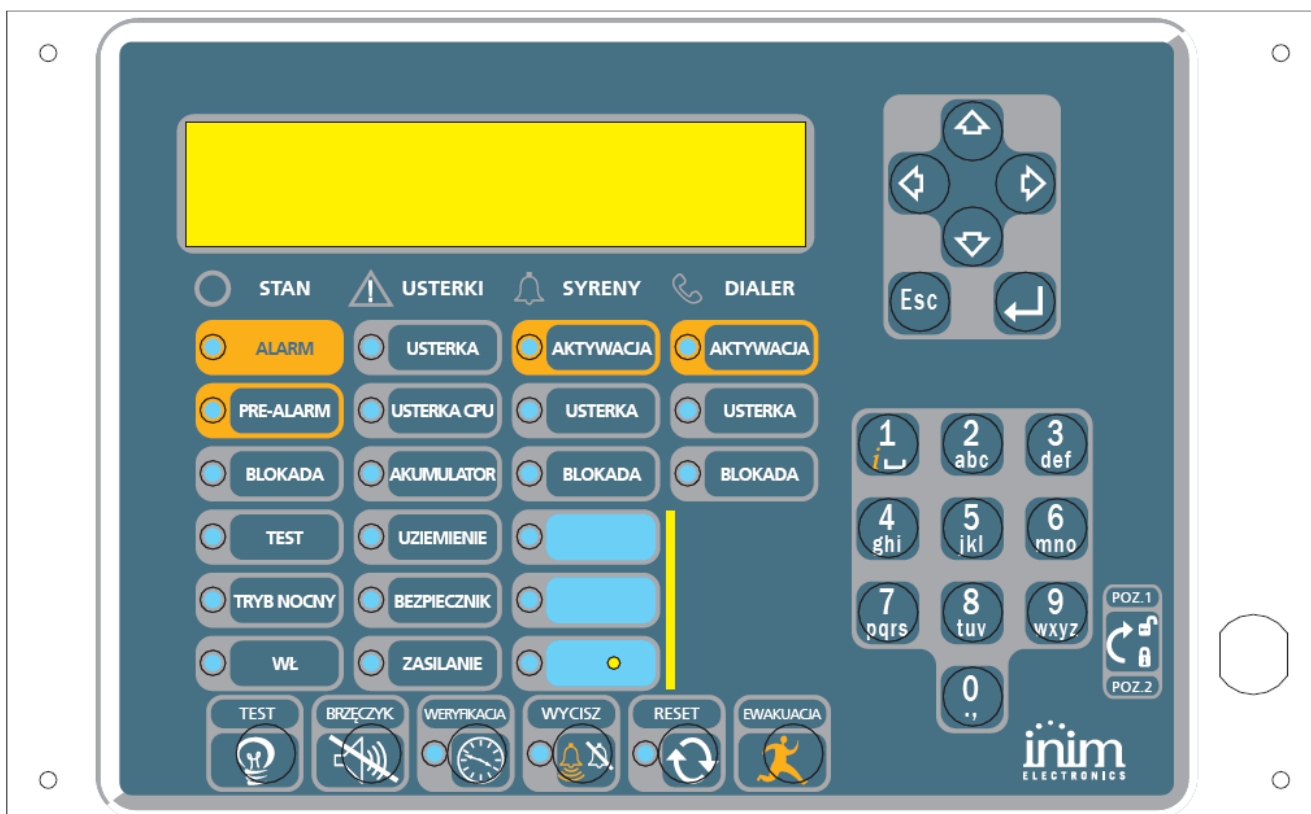 STAN USTERKI SYRENY DIALER
ALARM USTERKA AKTYWACJA AKTYWACJA
PRE-ALARM USTERKA CPU USTERKA USTERKA
BLOKADA AKUMULATOR BLOKADA BLOKADA
TEST UZIEMIENIE
TRYB NOCNY BEZPIECZNIK
WŁ ZASILANIE
TEST BRZĘCZYK WERYFIKACJA WYCISZ RESET EWAKUACJA
Esc
1 2 3
i abc def
4 5 6
ghi jkl mno
7 8 9
pqrs tuv wxyz
0
.,
POZ.1
POZ.2
inim
ELECTRONICS